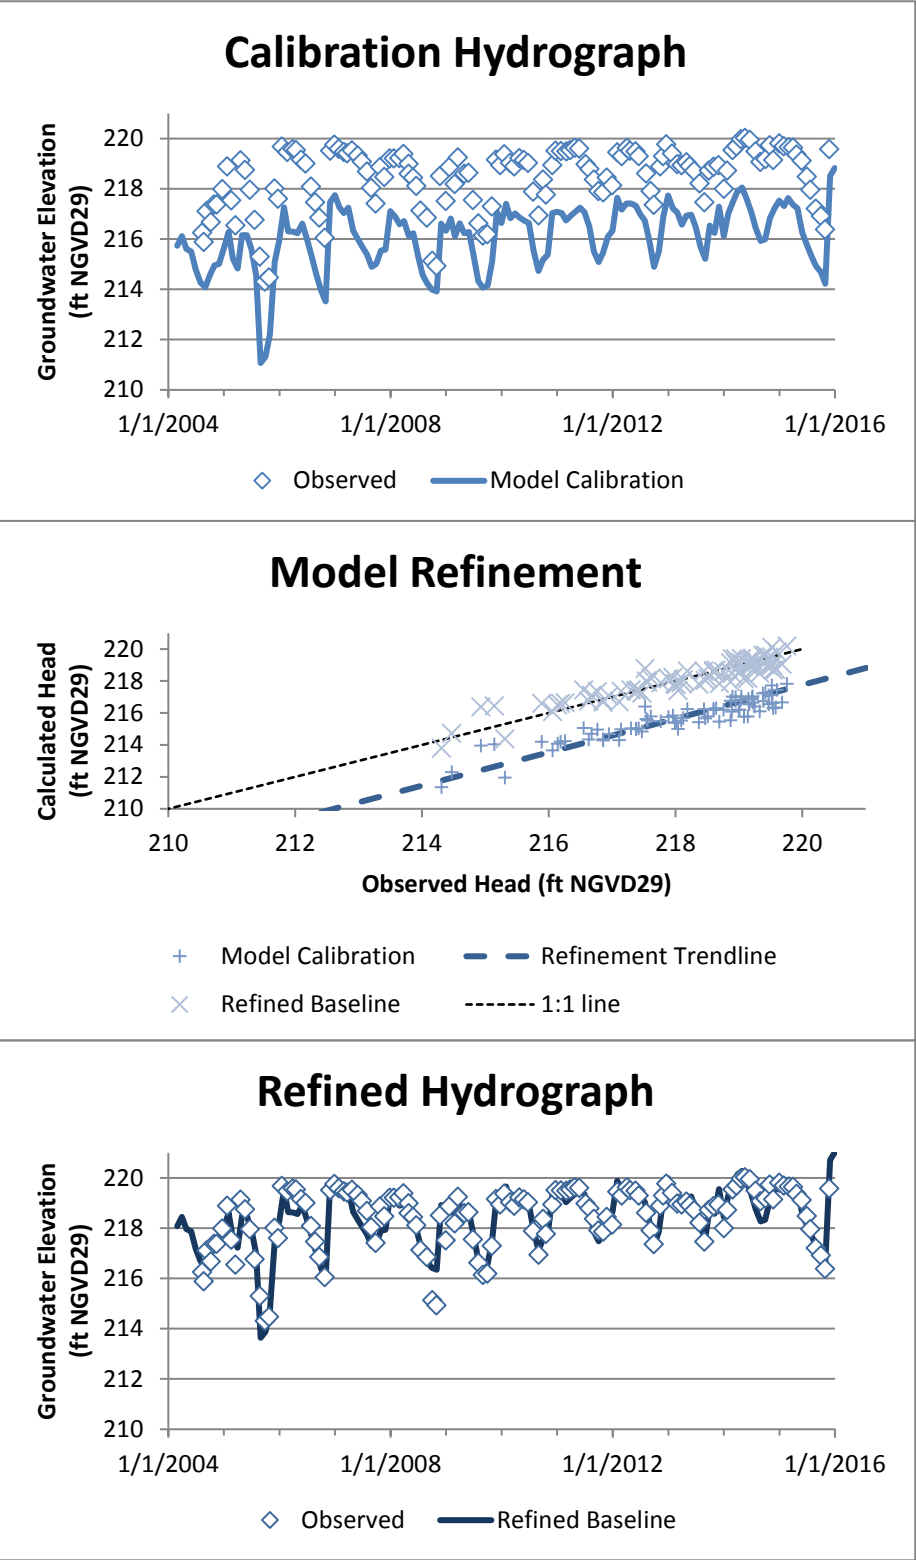 Calibration Hydrograph
Groundwater Elevation
(ft NGVD29)
220
218
216
214
212
210
1/1/2004
1/1/2008
1/1/2012
1/1/2016
Observed
Model Calibration
Model Refinement
Calculated Head
(ft NGVD29)
220
218
216
214
212
210
210
212
214
216
218
220
Observed Head (ft NGVD29)
Model Calibration
Refinement Trendline
Refined Baseline
1:1 line
Refined Hydrograph
Groundwater Elevation
(ft NGVD29)
220
218
216
214
212
210
1/1/2004
1/1/2008
1/1/2012
1/1/2016
Observed
Refined Baseline